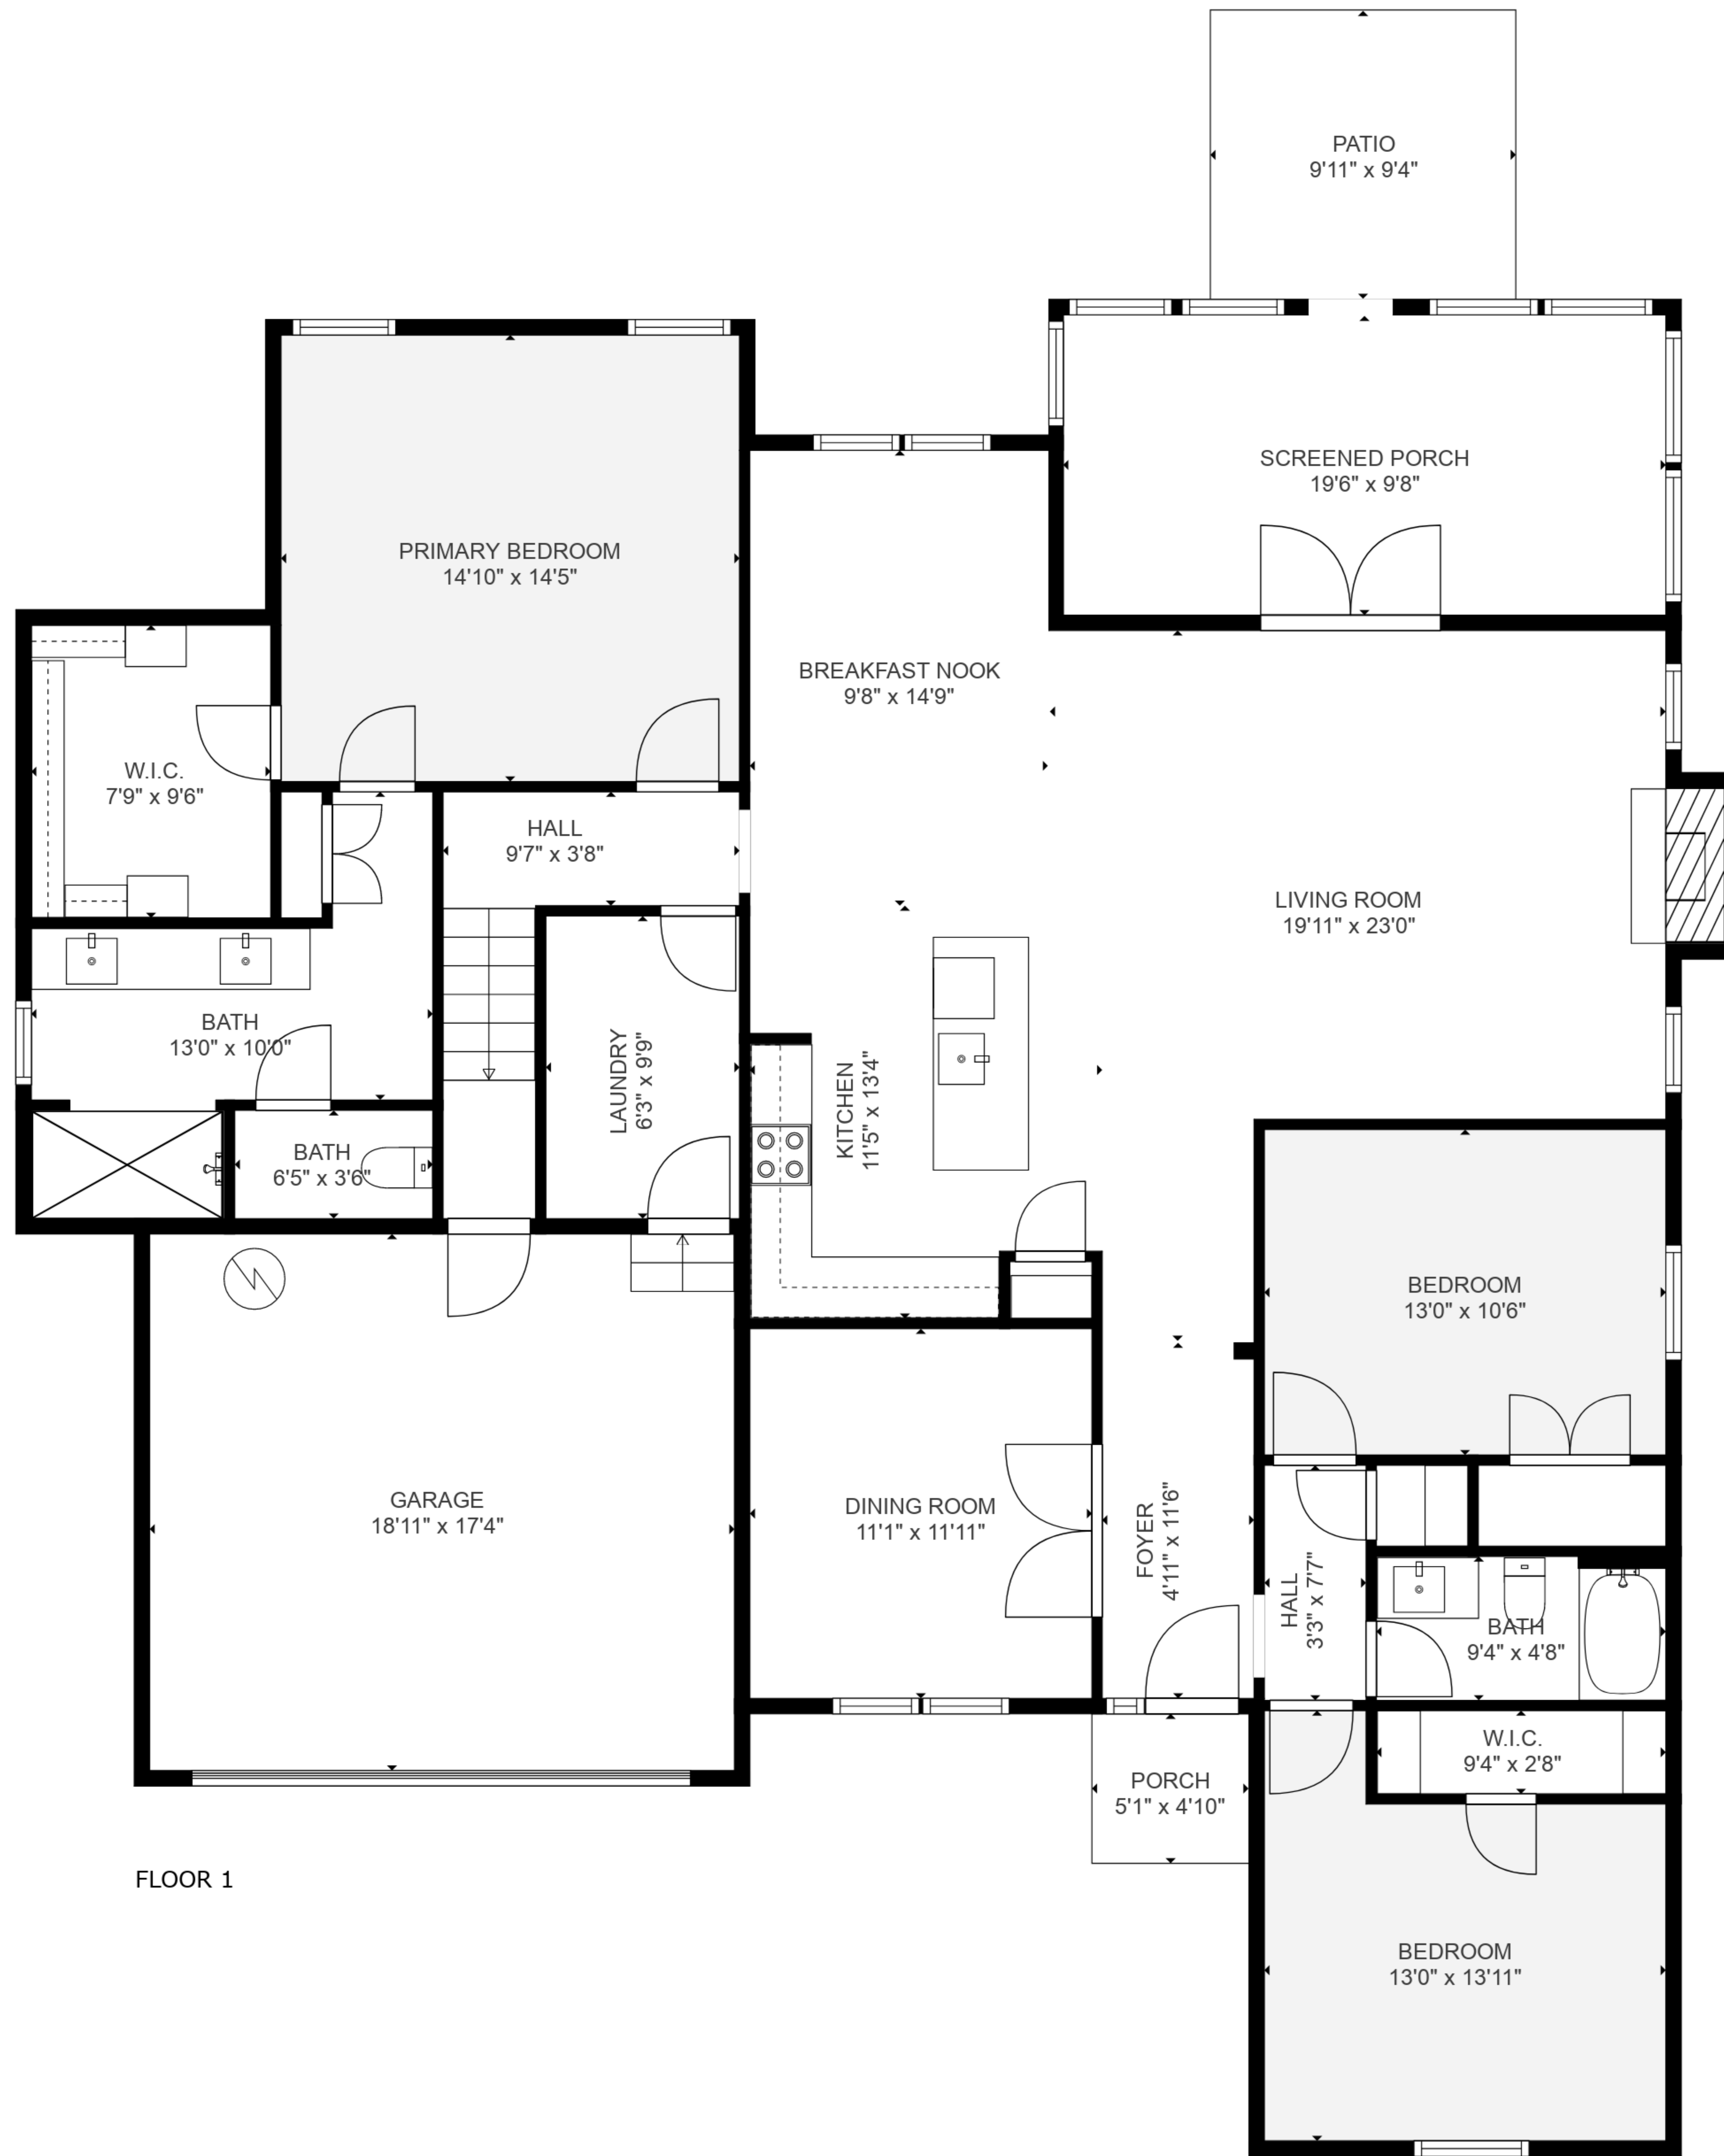 PATIO
9'11" x 9'4"
SCREENED PORCH
19'6" x 9'8"
PRIMARY BEDROOM
14'10" x 14'5"
BREAKFAST NOOK
9'8" x 14'9"
W.I.C.
7'9" x 9'6"
HALL
9'7" x 3'8"
LIVING ROOM
19'11" x 23'0"
BATH
13'0" x 10'0"
LAUNDRY
6'3" x 9'9"
KITCHEN
11'5" x 13'4"
BATH
6'5" x 3'6"
BEDROOM
13'0" x 10'6"
GARAGE
18'11" x 17'4"
DINING ROOM
11'1" x 11'11"
FOYER
4'11" x 11'6"
HALL
3'3" x 7'7"
BATH
9'4" x 4'8"
W.I.C.
9'4" x 2'8"
PORCH
5'1" x 4'10"
FLOOR 1
BEDROOM
13'0" x 13'11"